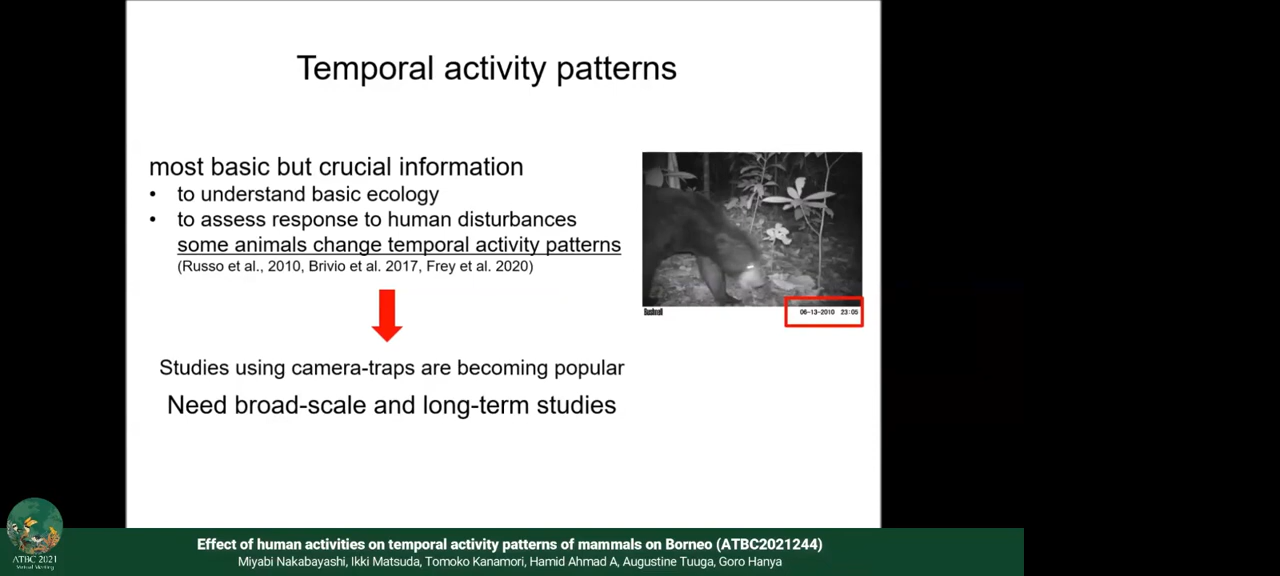 Temporal activity patterns
most basic but crucial information
• to understand basic ecology
• to assess response to human disturbances
some animals change temporal activity patterns
(Russo et al., 2010, Brivio et al. 2017, Frey et al. 2020)
Bushnell
06-13-2010 23:05
Studies using camera-traps are becoming popular
Need broad-scale and long-term studies
ATBC 2021
Virtual Meeting
Effect of human activities on temporal activity patterns of mammals on Borneo (ATBC2021244)
Miyabi Nakabayashi, Ikki Matsuda, Tomoko Kanamori, Hamid Ahmad A, Augustine Tuuga, Goro Hanya